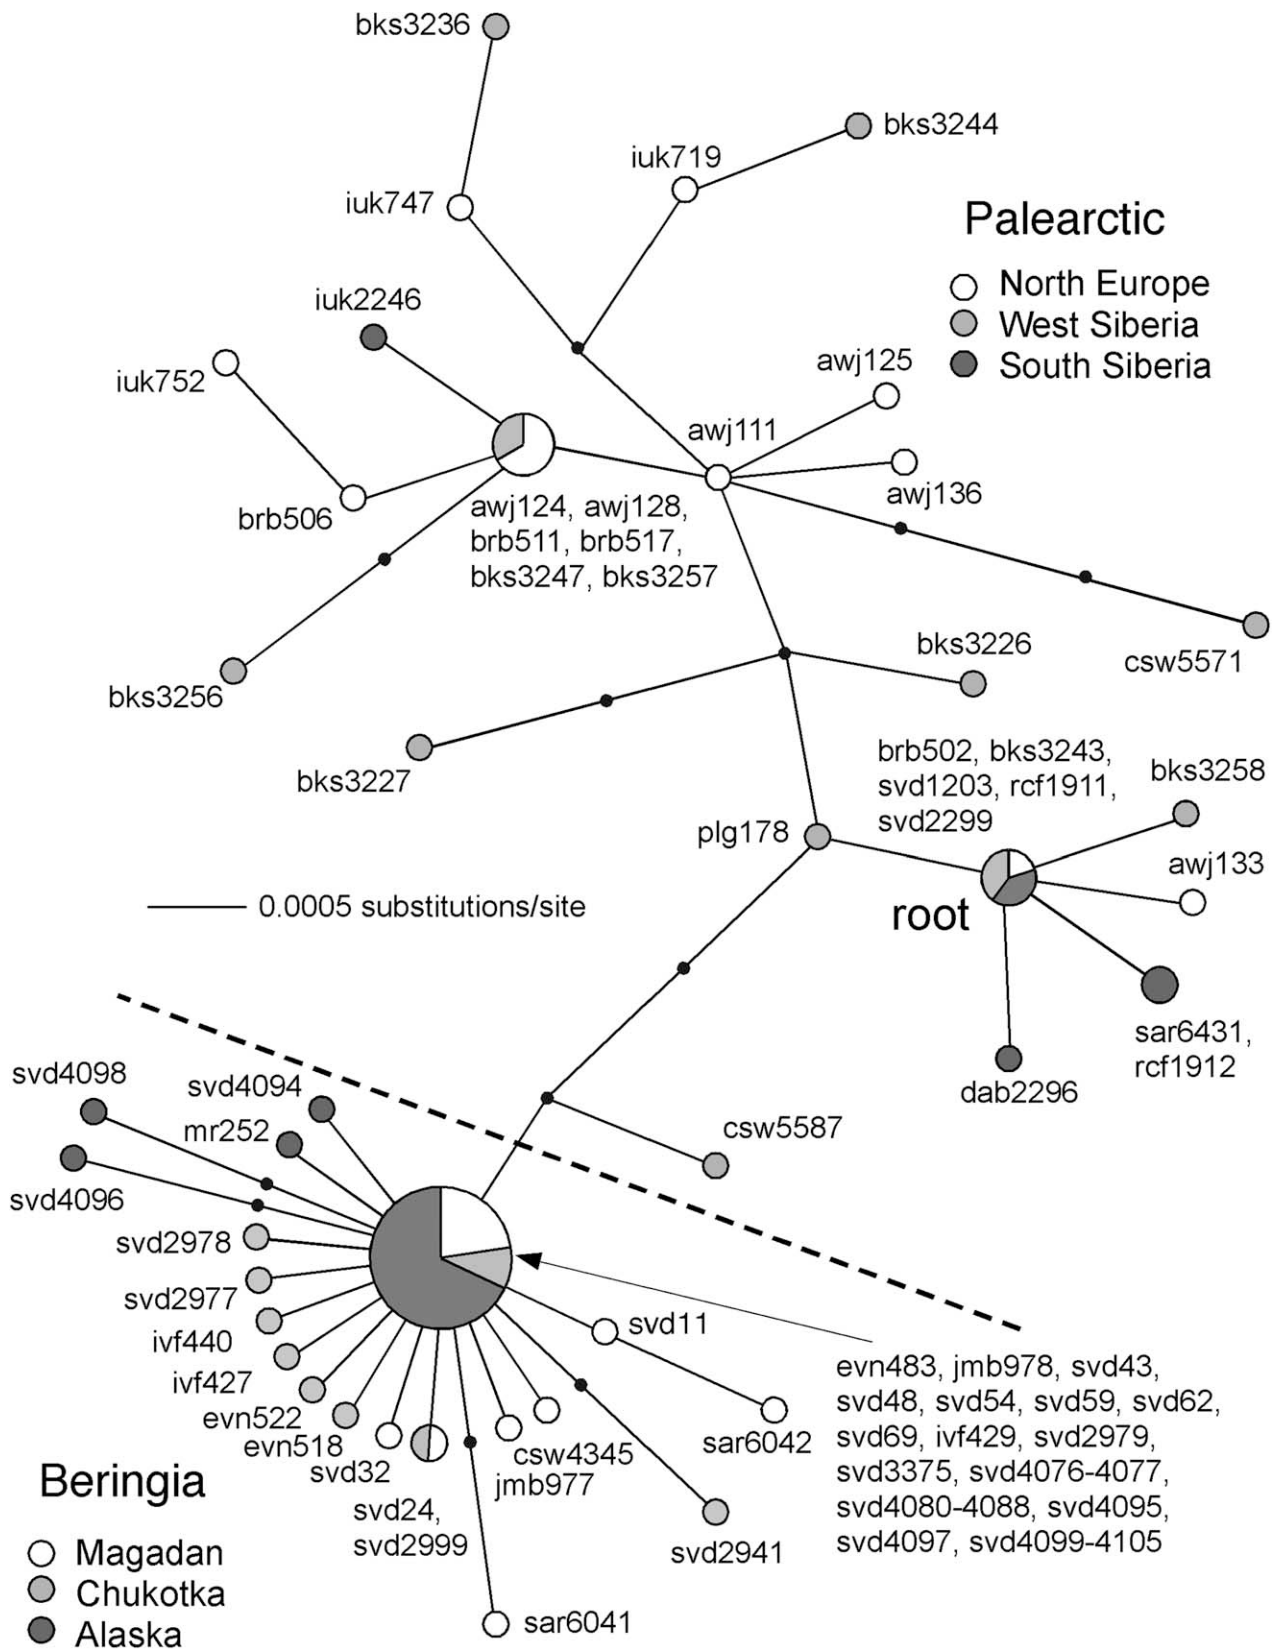 bks3236
bks3244
iuk719
iuk747
Palearctic
North Europe
West Siberia
South Siberia
iuk2246
iuk752
awj125
awj111
awj136
brb506
awj124, awj128,
brb511, brb517,
bks3247, bks3257
csw5571
bks3226
bks3256
bks3227
brb502, bks3243,
svd1203, rcf1911,
svd2299
bks3258
plg178
awj133
root
0.0005 substitutions/site
sar6431,
rcf1912
dab2296
svd4098
svd4094
mr252
csw5587
svd4096
svd2978
svd2977
ivf440
ivf427
evn522
evn518
svd32
svd24,
svd2999
csw4345
jmb977
svd11
sar6042
svd2941
sar6041
evn483, jmb978, svd43,
svd48, svd54, svd59, svd62,
svd69, ivf429, svd2979,
svd3375, svd4076-4077,
svd4080-4088, svd4095,
svd4097, svd4099-4105
Beringia
Magadan
Chukotka
Alaska